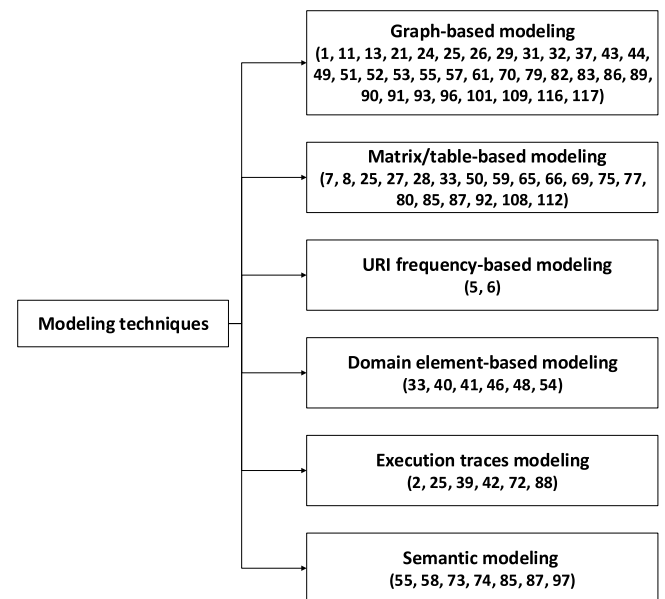 Graph-based modeling
(1, 11, 13, 21, 24, 25, 26, 29, 31, 32, 37, 43, 44,
49, 51, 52, 53, 55, 57, 61, 70, 79, 82, 83, 86, 89,
90, 91, 93, 96, 101, 109, 116, 117)
Matrix/table-based modeling
(7, 8, 25, 27, 28, 33, 50, 59, 65, 66, 69, 75, 77,
80, 85, 87, 92, 108, 112)
URI frequency-based modeling
(5, 6)
Modeling techniques
Domain element-based modeling
(33, 40, 41, 46, 48, 54)
Execution traces modeling
(2, 25, 39, 42, 72, 88)
Semantic modeling
(55, 58, 73, 74, 85, 87, 97)